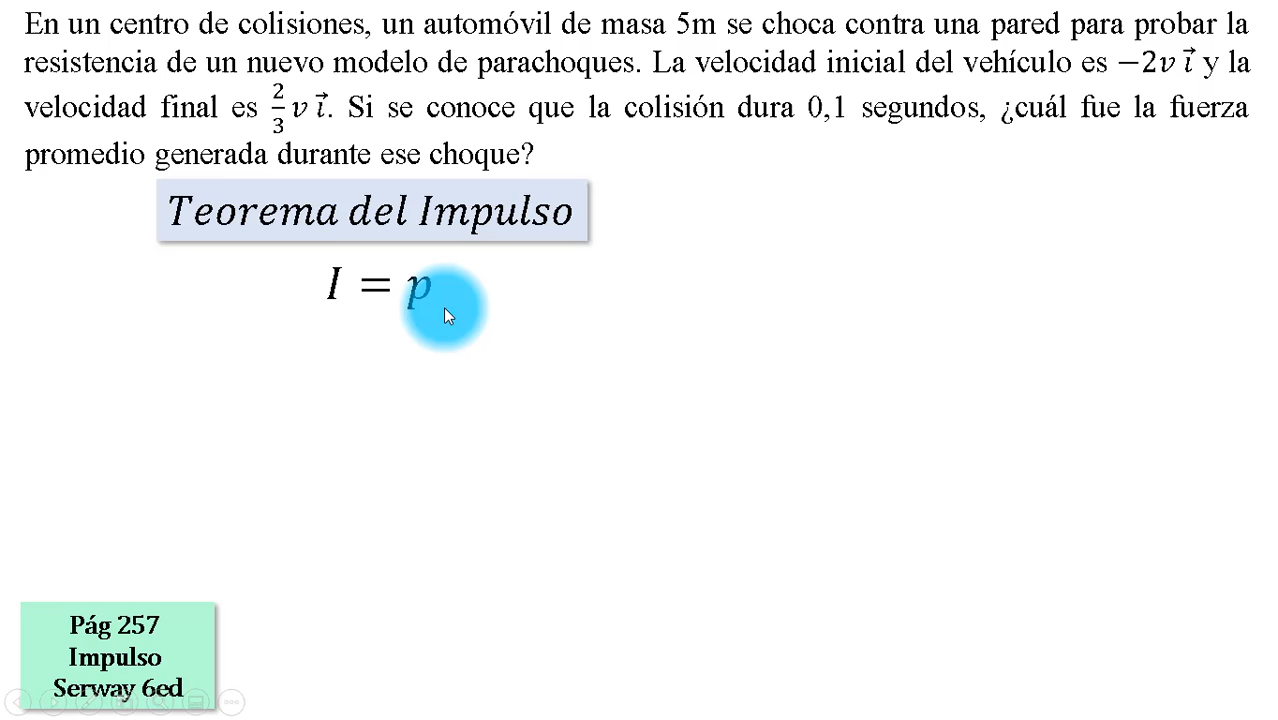 En un centro de colisiones, un automóvil de masa 5m se choca contra una pared para probar la
resistencia de un nuevo modelo de parachoques. La velocidad inicial del vehículo es −2𝑣 𝑖⃗ y la
velocidad final es 2/3 𝑣 𝑖⃗. Si se conoce que la colisión dura 0,1 segundos, ¿cuál fue la fuerza
promedio generada durante ese choque?
Teorema del Impulso
I = p
Pág 257
Impulso
Serway 6ed